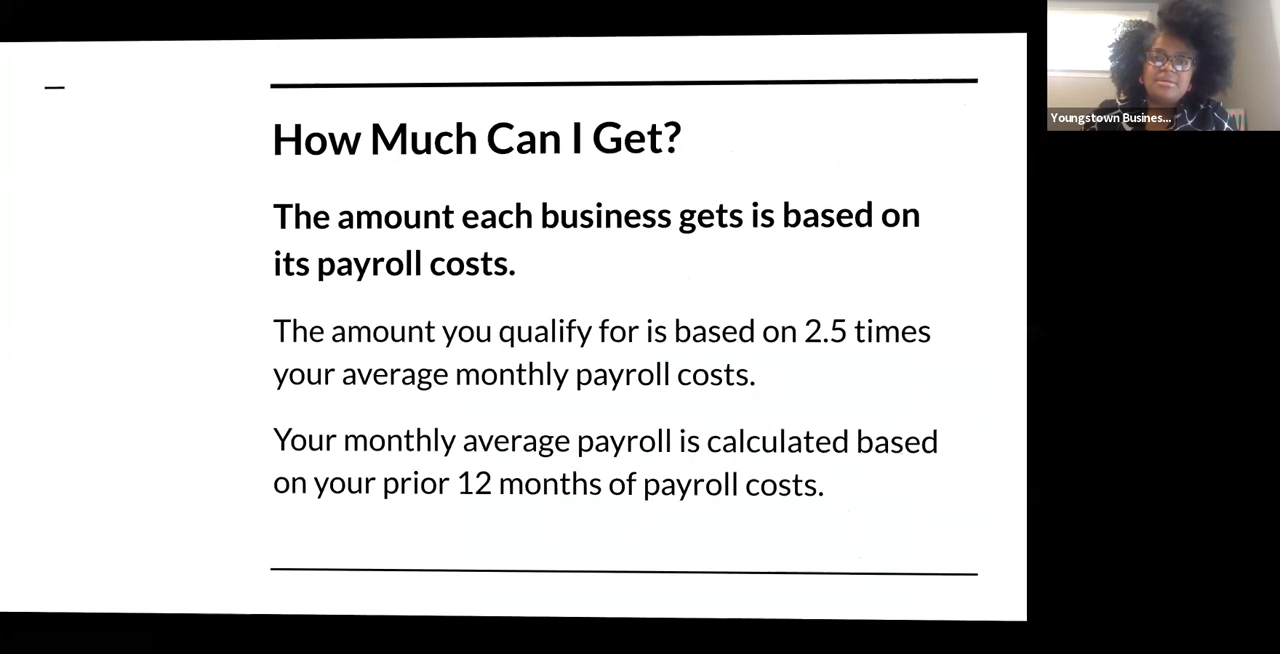 How Much Can I Get?
The amount each business gets is based on
its payroll costs.
The amount you qualify for is based on 2.5 times
your average monthly payroll costs.
Your monthly average payroll is calculated based
on your prior 12 months of payroll costs.
Youngstown Busines...